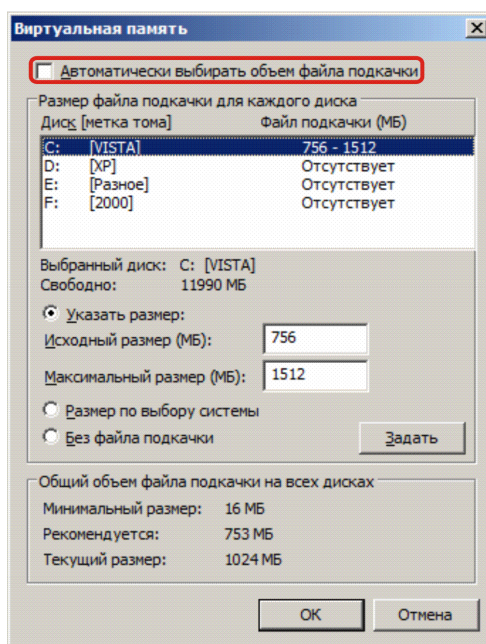 Виртуальная память
Автоматически выбирать объем файла подкачки
Размер файла подкачки для каждого диска
Диск [метка тома] Файл подкачки (МБ)
C: [VISTA] 756 - 1512
D: [XP] Отсутствует
E: [Разное] Отсутствует
F: [2000] Отсутствует
Выбранный диск: C: [VISTA]
Свободно: 11990 МБ
Указать размер:
Исходный размер (МБ): 756
Максимальный размер (МБ): 1512
Размер по выбору системы
Без файла подкачки Задать
Общий объем файла подкачки на всех дисках
Минимальный размер: 16 МБ
Рекомендуется: 753 МБ
Текущий размер: 1024 МБ
ОК Отмена